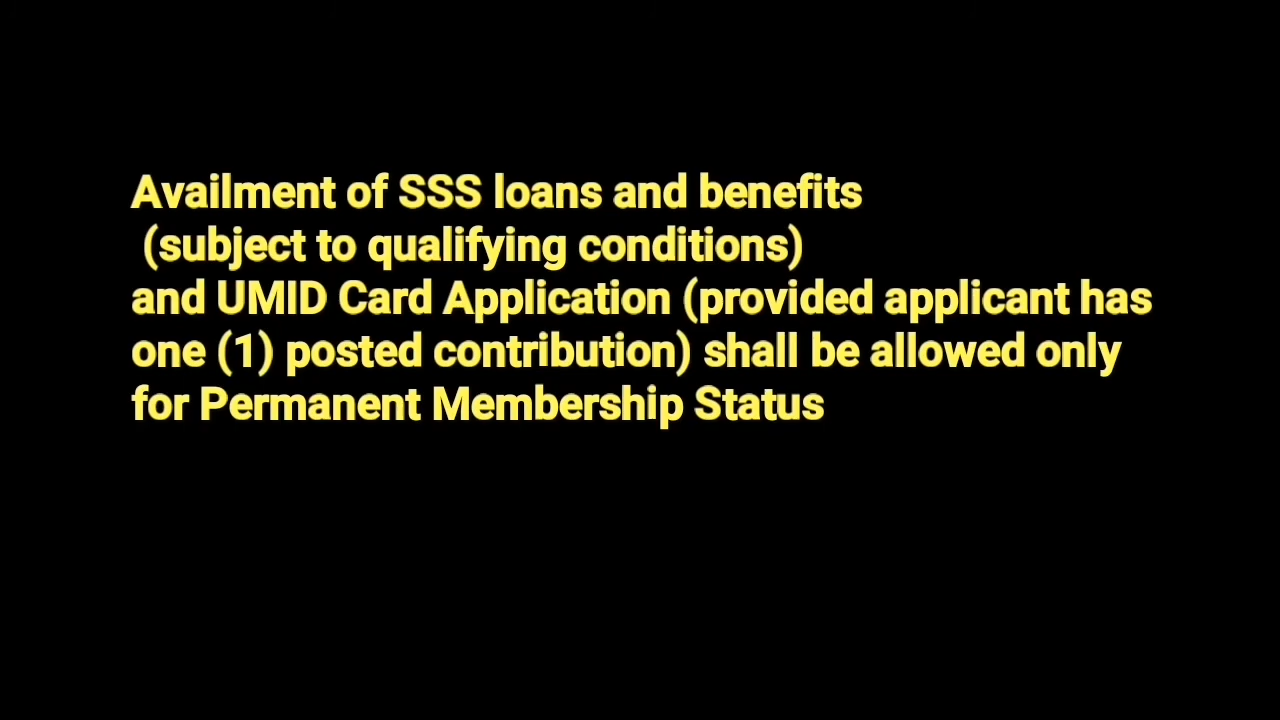 Availment of SSS loans and benefits
(subject to qualifying conditions)
and UMID Card Application (provided applicant has
one (1) posted contribution) shall be allowed only
for Permanent Membership Status